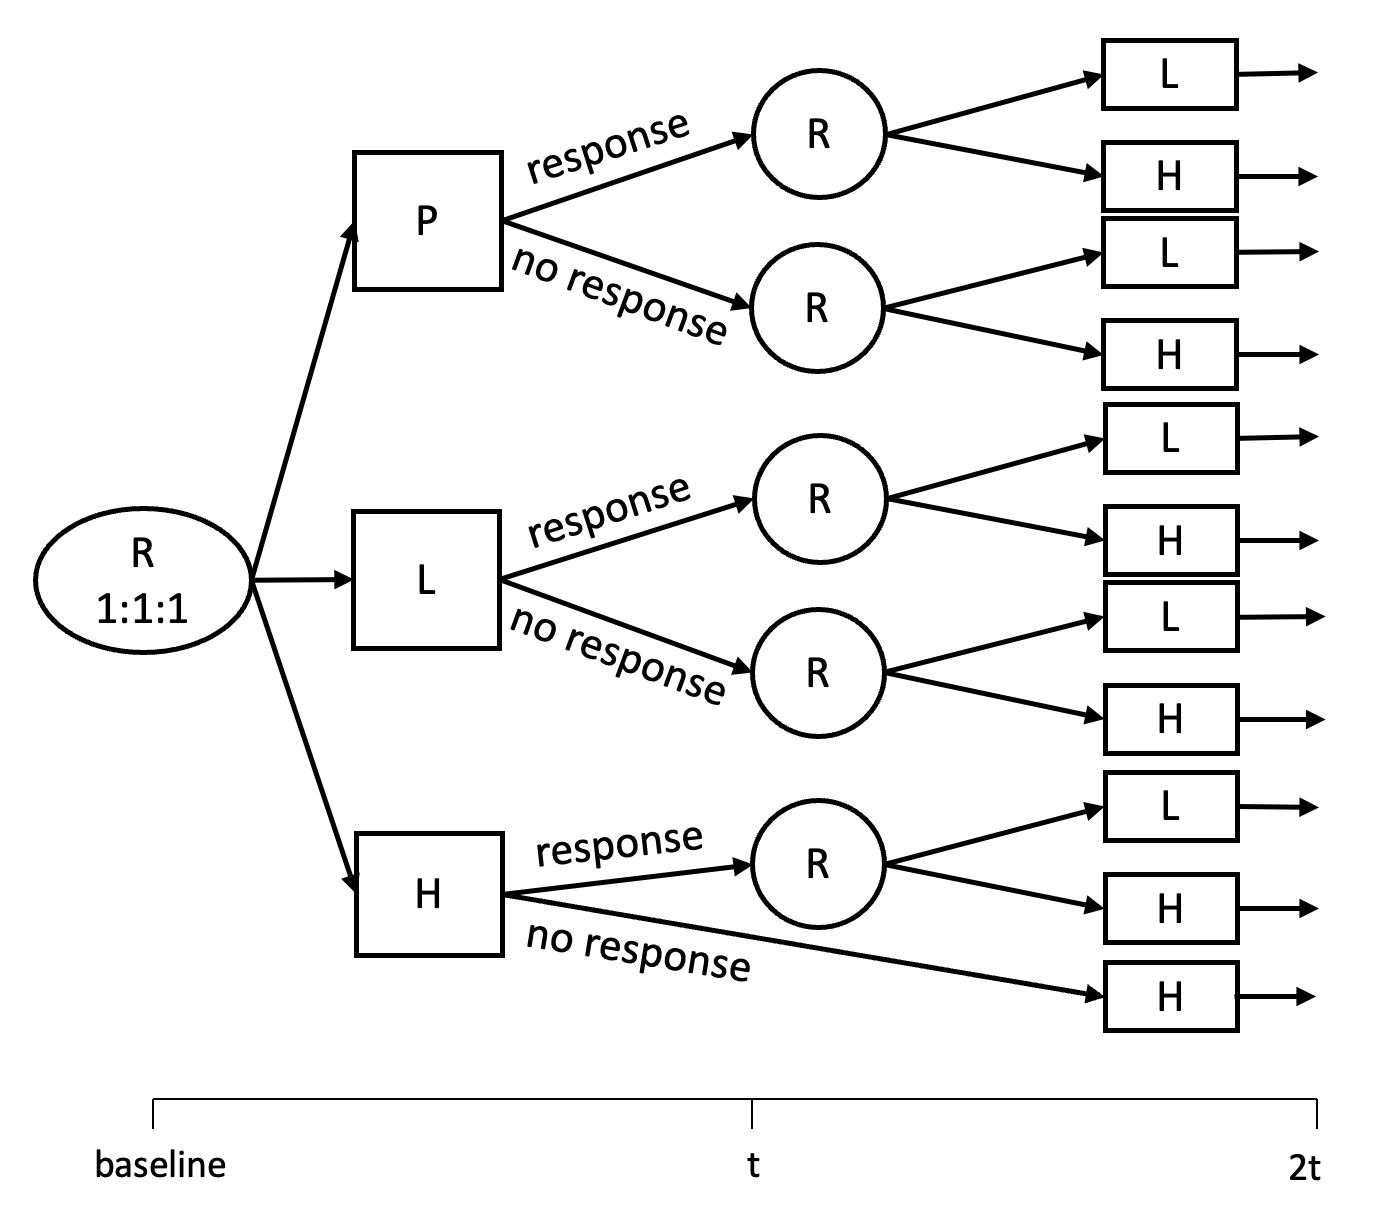 R
1:1:1
P
response
no response
R
L
H
R
L
H
L
response
no response
R
L
H
R
L
H
H
response
no response
R
L
H
H
baseline
t
2t